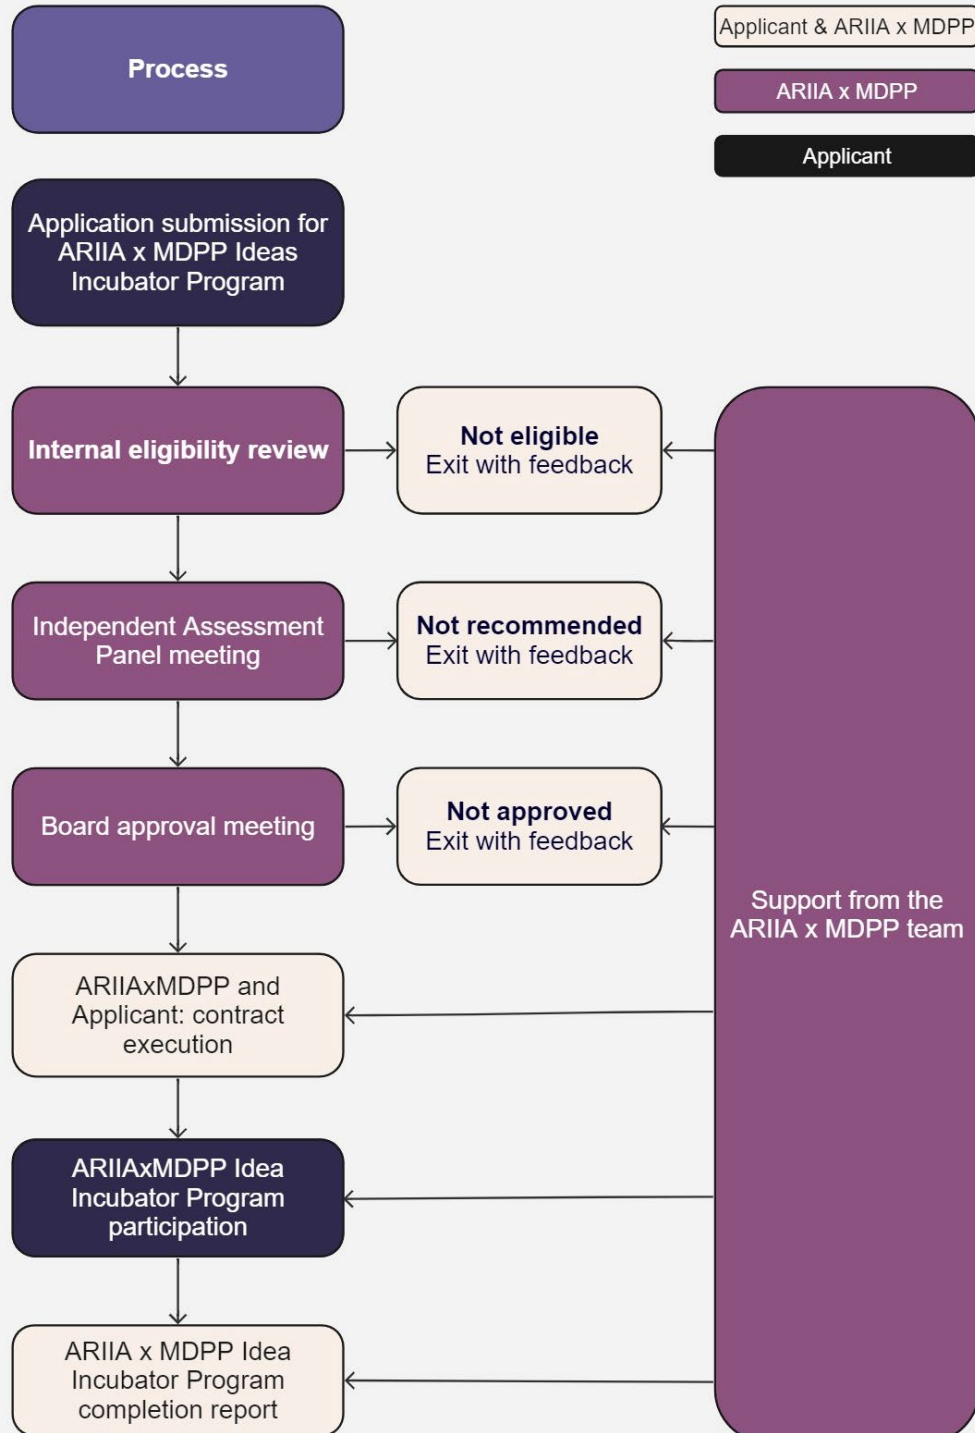 Process
Applicant & ARIIA x MDPP
ARIIA x MDPP
Applicant
Application submission for
ARIIA x MDPP Ideas
Incubator Program
Internal eligibility review
Not eligible
Exit with feedback
Independent Assessment
Panel meeting
Not recommended
Exit with feedback
Board approval meeting
Not approved
Exit with feedback
Support from the
ARIIA x MDPP team
ARIIAxMDPP and
Applicant: contract
execution
ARIIAxMDPP Idea
Incubator Program
participation
ARIIA x MDPP Idea
Incubator Program
completion report